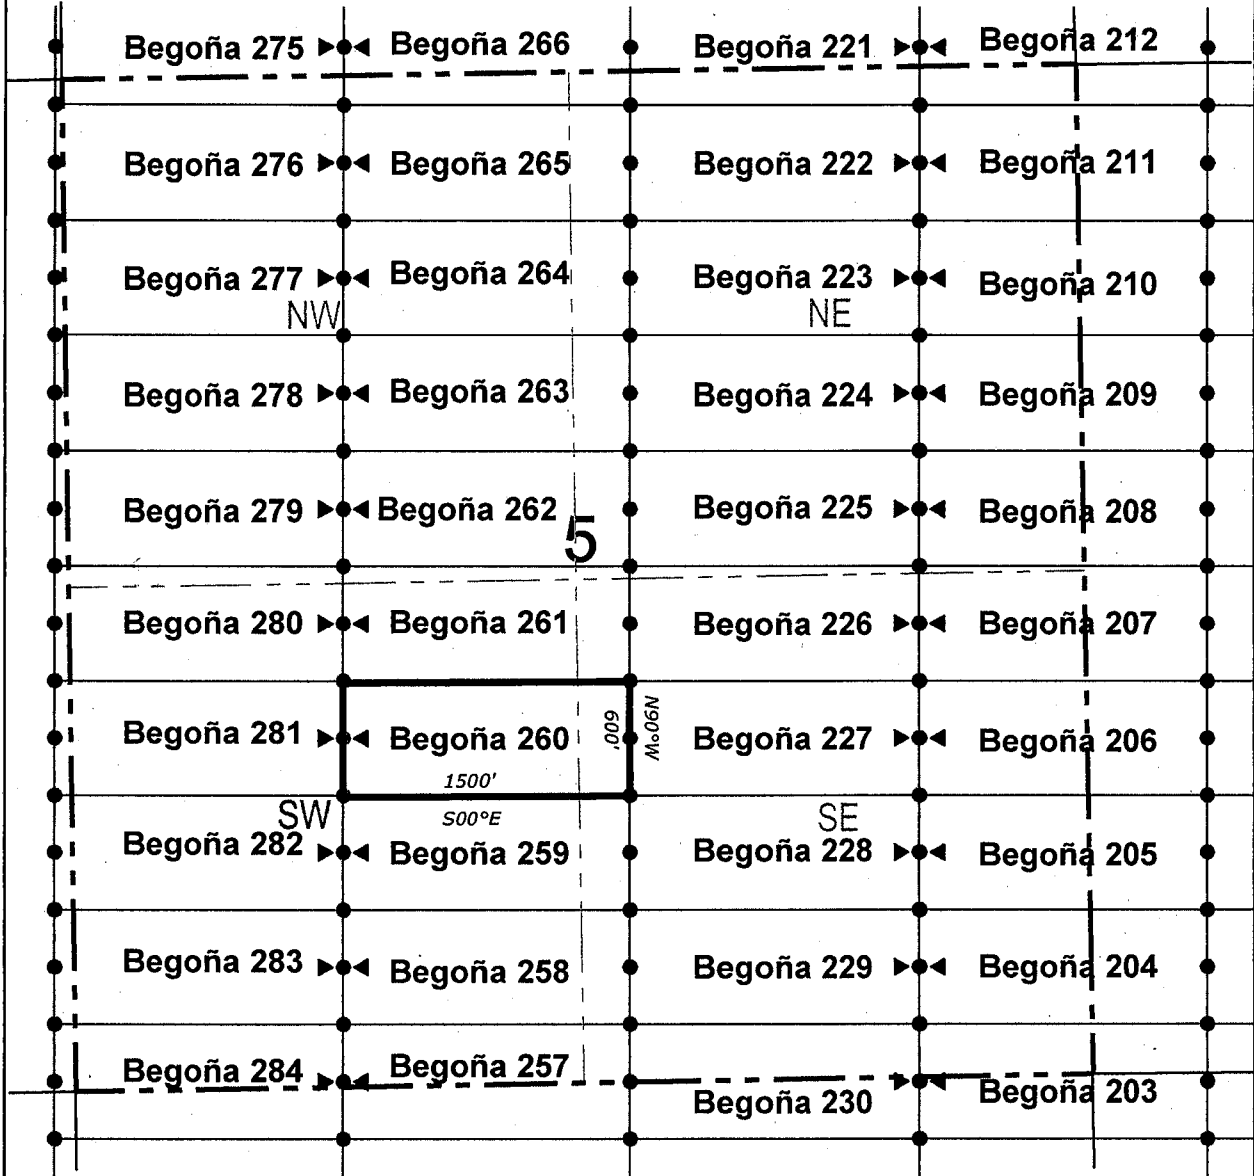 Begoña 275 Begoña 266 Begoña 221 Begoña 212
Begoña 276 Begoña 265 Begoña 222 Begoña 211
Begoña 277 Begoña 264 Begoña 223 Begoña 210
NW NE
Begoña 278 Begoña 263 Begoña 224 Begoña 209
Begoña 279 Begoña 262 Begoña 225 Begoña 208
5
Begoña 280 Begoña 261 Begoña 226 Begoña 207
Begoña 281 Begoña 260 600' N90°W Begoña 227 Begoña 206
1500'
SW S00°E SE
Begoña 282 Begoña 259 Begoña 228 Begoña 205
Begoña 283 Begoña 258 Begoña 229 Begoña 204
Begoña 284 Begoña 257 Begoña 230 Begoña 203